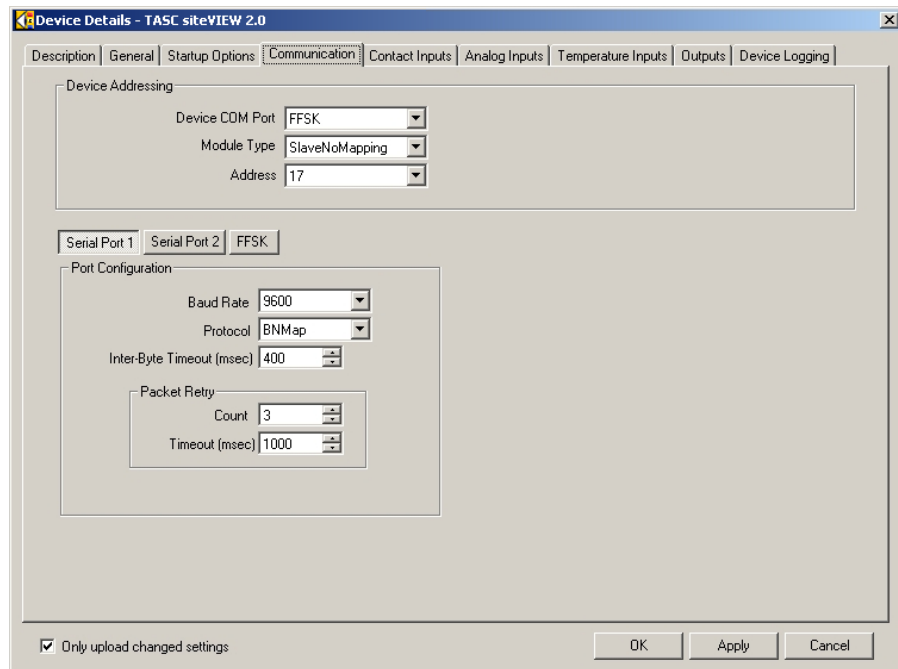 Device Details - TASC siteVIEW 2.0
Description General Startup Options Communication Contact Inputs Analog Inputs Temperature Inputs Outputs Device Logging
Device Addressing
Device COM Port FFSK
Module Type SlaveNoMapping
Address 17
Serial Port 1 Serial Port 2 FFSK
Port Configuration
Baud Rate 9600
Protocol BNMap
Inter-Byte Timeout (msec) 400
Packet Retry
Count 3
Timeout (msec) 1000
Only upload changed settings OK Apply Cancel